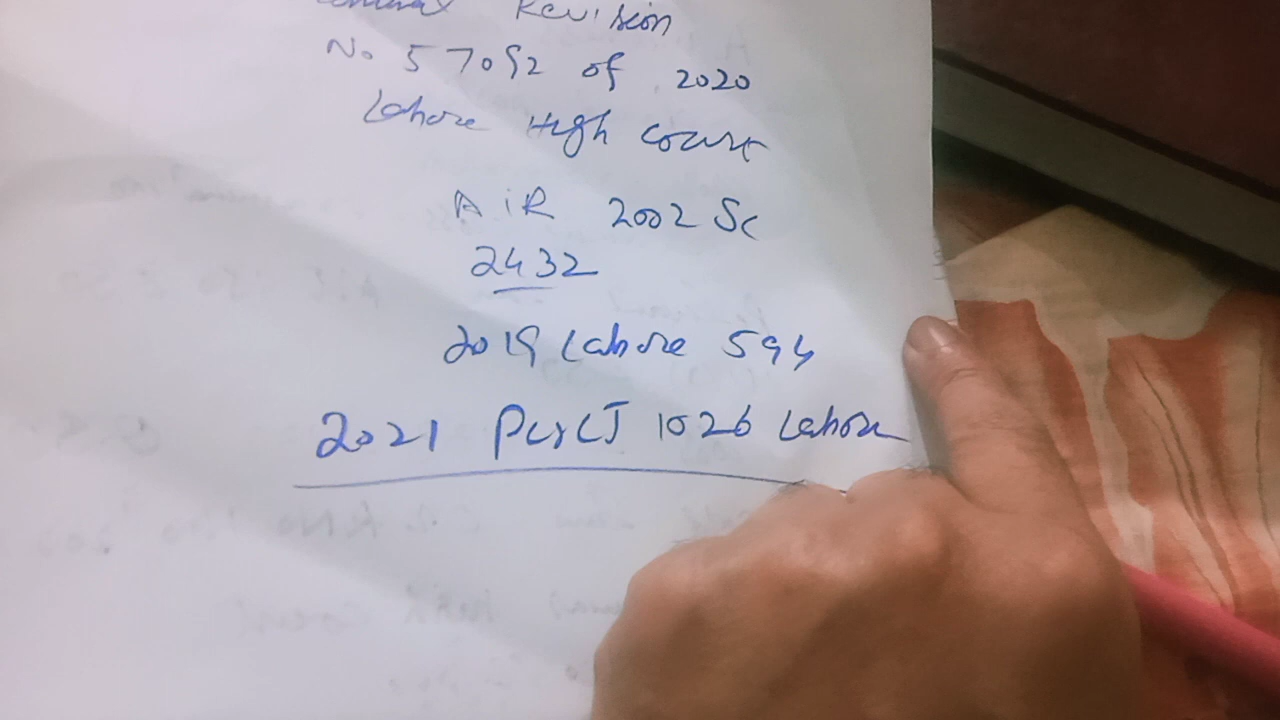 Revision
No 57092 of 2020
Lahore High Court
AiR 2002 Sc
2432
2019 Lahore 594
2021 PCrLJ 1026 Lahore